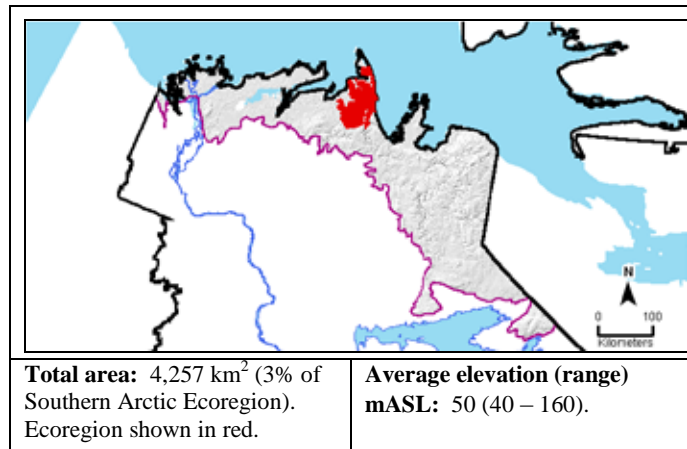 N
0 100
Kilometers
Total area: 4,257 km² (3% of
Southern Arctic Ecoregion).
Ecoregion shown in red.
Average elevation (range)
mASL: 50 (40 – 160).